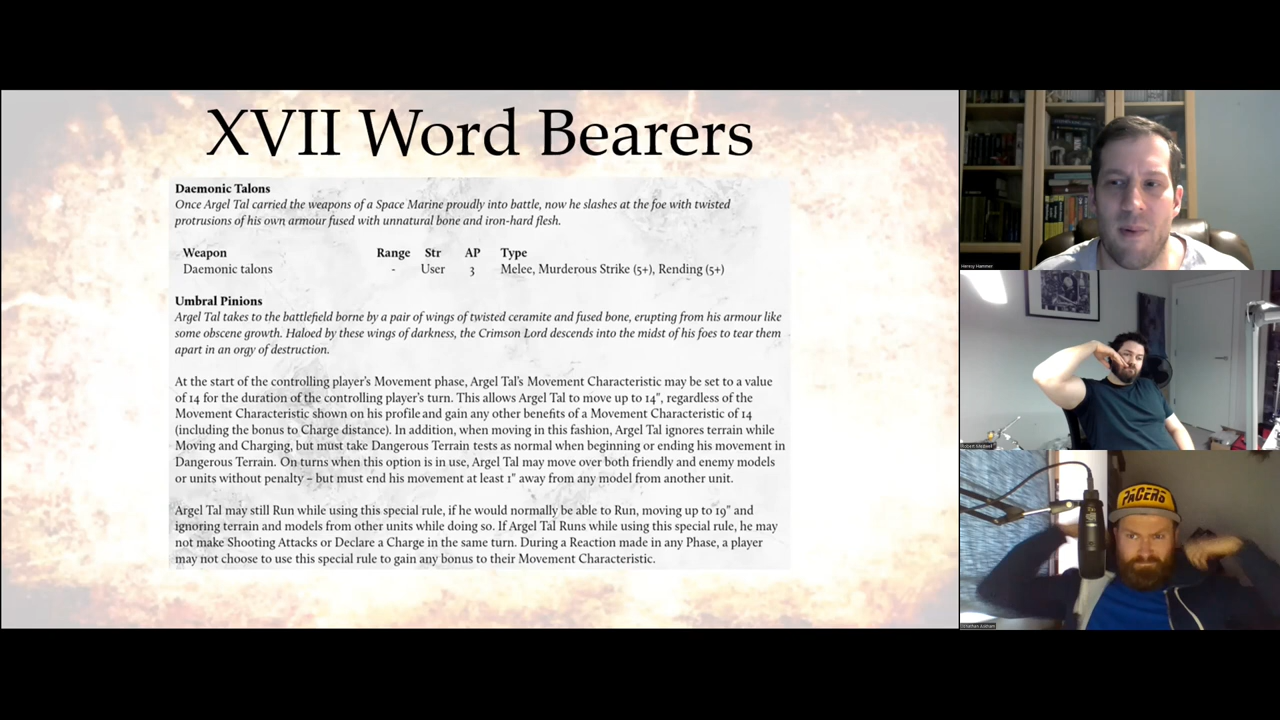 XVII Word Bearers
Daemonic Talons
Once Argel Tal carried the weapons of a Space Marine proudly into battle, now he slashes at the foe with twisted
protrusions of his own armour fused with unnatural bone and iron-hard flesh.
Weapon Range Str AP Type
Daemonic talons - User 3 Melee, Murderous Strike (5+), Rending (5+)
Umbral Pinions
Argel Tal takes to the battlefield borne by a pair of wings of twisted ceramite and fused bone, erupting from his armour like
some obscene growth. Haloed by these wings of darkness, the Crimson Lord descends into the midst of his foes to tear them
apart in an orgy of destruction.
At the start of the controlling player’s Movement phase, Argel Tal’s Movement Characteristic may be set to a value
of 14 for the duration of the controlling player’s turn. This allows Argel Tal to move up to 14", regardless of the
Movement Characteristic shown on his profile and gain any other benefits of a Movement Characteristic of 14
(including the bonus to Charge distance). In addition, when moving in this fashion, Argel Tal ignores terrain while
Moving and Charging, but must take Dangerous Terrain tests as normal when beginning or ending his movement in
Dangerous Terrain. On turns when this option is in use, Argel Tal may move over both friendly and enemy models
or units without penalty – but must end his movement at least 1" away from any model from another unit.
Argel Tal may still Run while using this special rule, if he would normally be able to Run, moving up to 19" and
ignoring terrain and models from other units while doing so. If Argel Tal Runs while using this special rule, he may
not make Shooting Attacks or Declare a Charge in the same turn. During a Reaction made in any Phase, a player
may not choose to use this special rule to gain any bonus to their Movement Characteristic.
PACERS